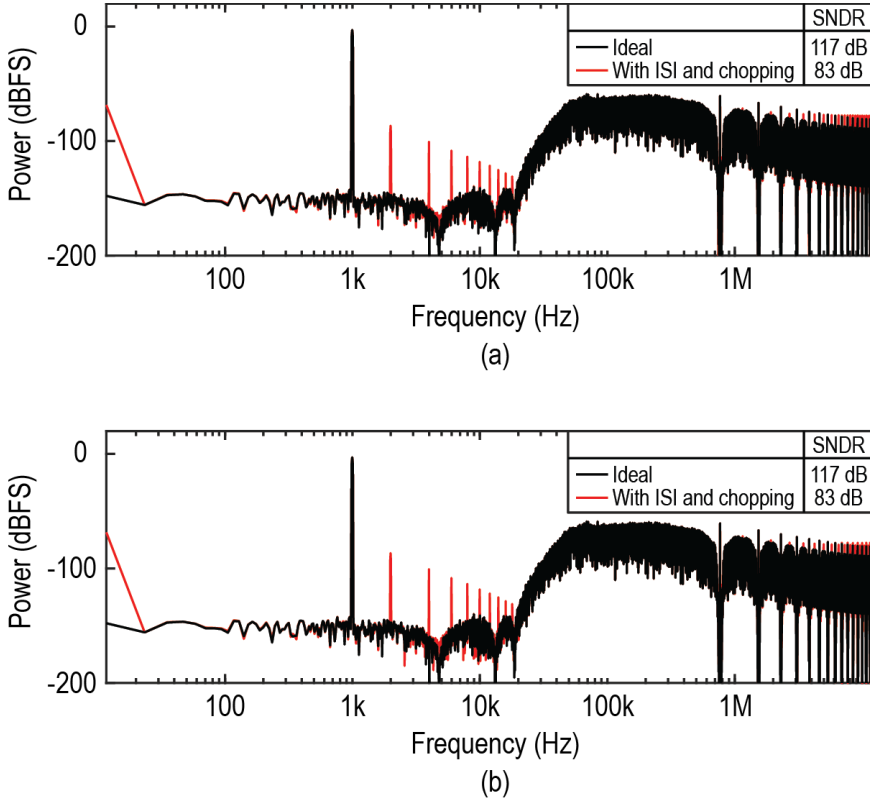 SNDR
Ideal 117 dB
With ISI and chopping 83 dB
Power (dBFS)
0
-100
-200
100 1k 10k 100k 1M
Frequency (Hz)
(a)
SNDR
Ideal 117 dB
With ISI and chopping 83 dB
Power (dBFS)
0
-100
-200
100 1k 10k 100k 1M
Frequency (Hz)
(b)